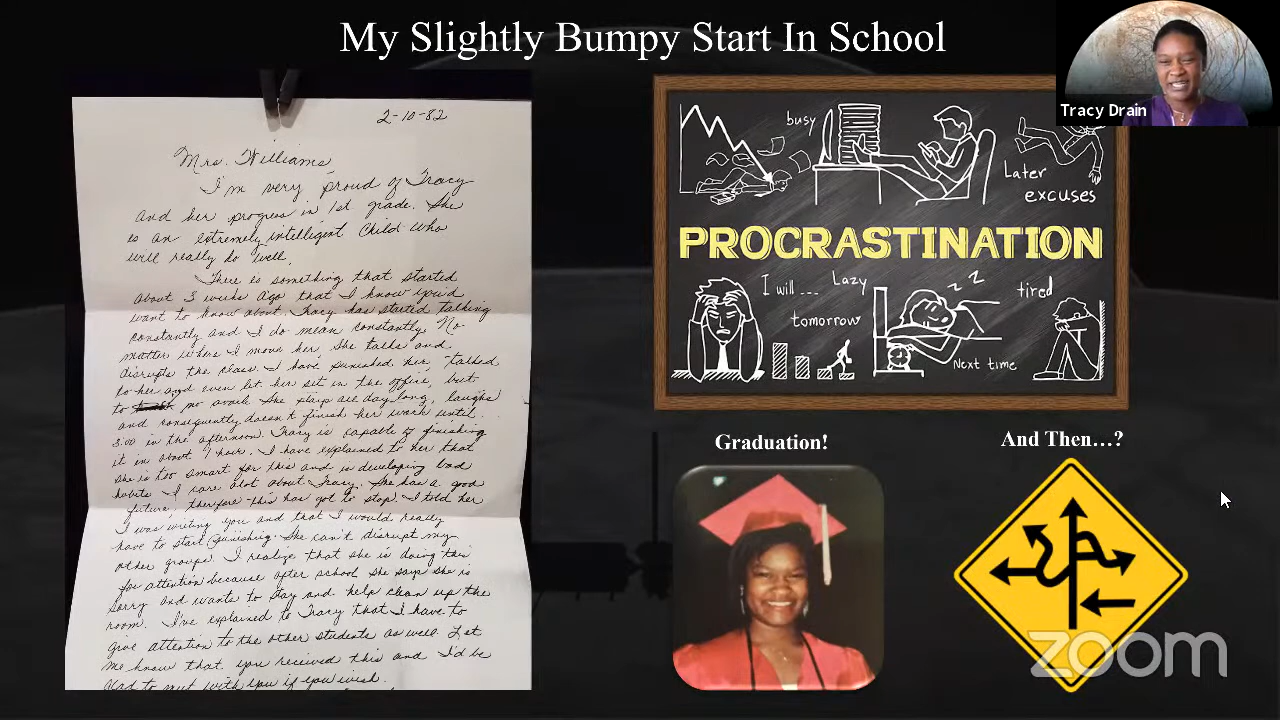 My Slightly Bumpy Start In School
Tracy Drain
2-10-82
Mrs. Williams,
I'm very proud of Tracy
and her progress in 1st grade. She
is an extremely intelligent child who
will really do well.
There is something that started
about 3 weeks ago that I know you'd
want to know about. Tracy has started talking
constantly and I do mean constantly. No
matter where I move her, she talks and
disrupts the class. I have punished her, talked
to her and even let her sit in the office, but
to no avail. She plays all day long, laughs
and consequently doesn't finish her work until
3:00 in the afternoon. Tracy is capable of finishing
it in about 1 hour. I have explained to her that
she is too smart for this and is developing bad
habits. I care alot about Tracy. She has a good
future, therefore this has got to stop. I told her
I was writing you and that I would really
have to start punishing. She can't disrupt my
other groups. I realize that she is doing this
for attention because after school she says she is
sorry and wants to stay and help clean up the
room. I've explained to Tracy that I have to
give attention to the other students as well. Let
me know that you received this and I'd be
glad to meet with you if you wish.
busy
Later
excuses
PROCRASTINATION
I will ...
Lazy
tomorrow
z z
tired
Next time
Graduation!
And Then...?
zoom